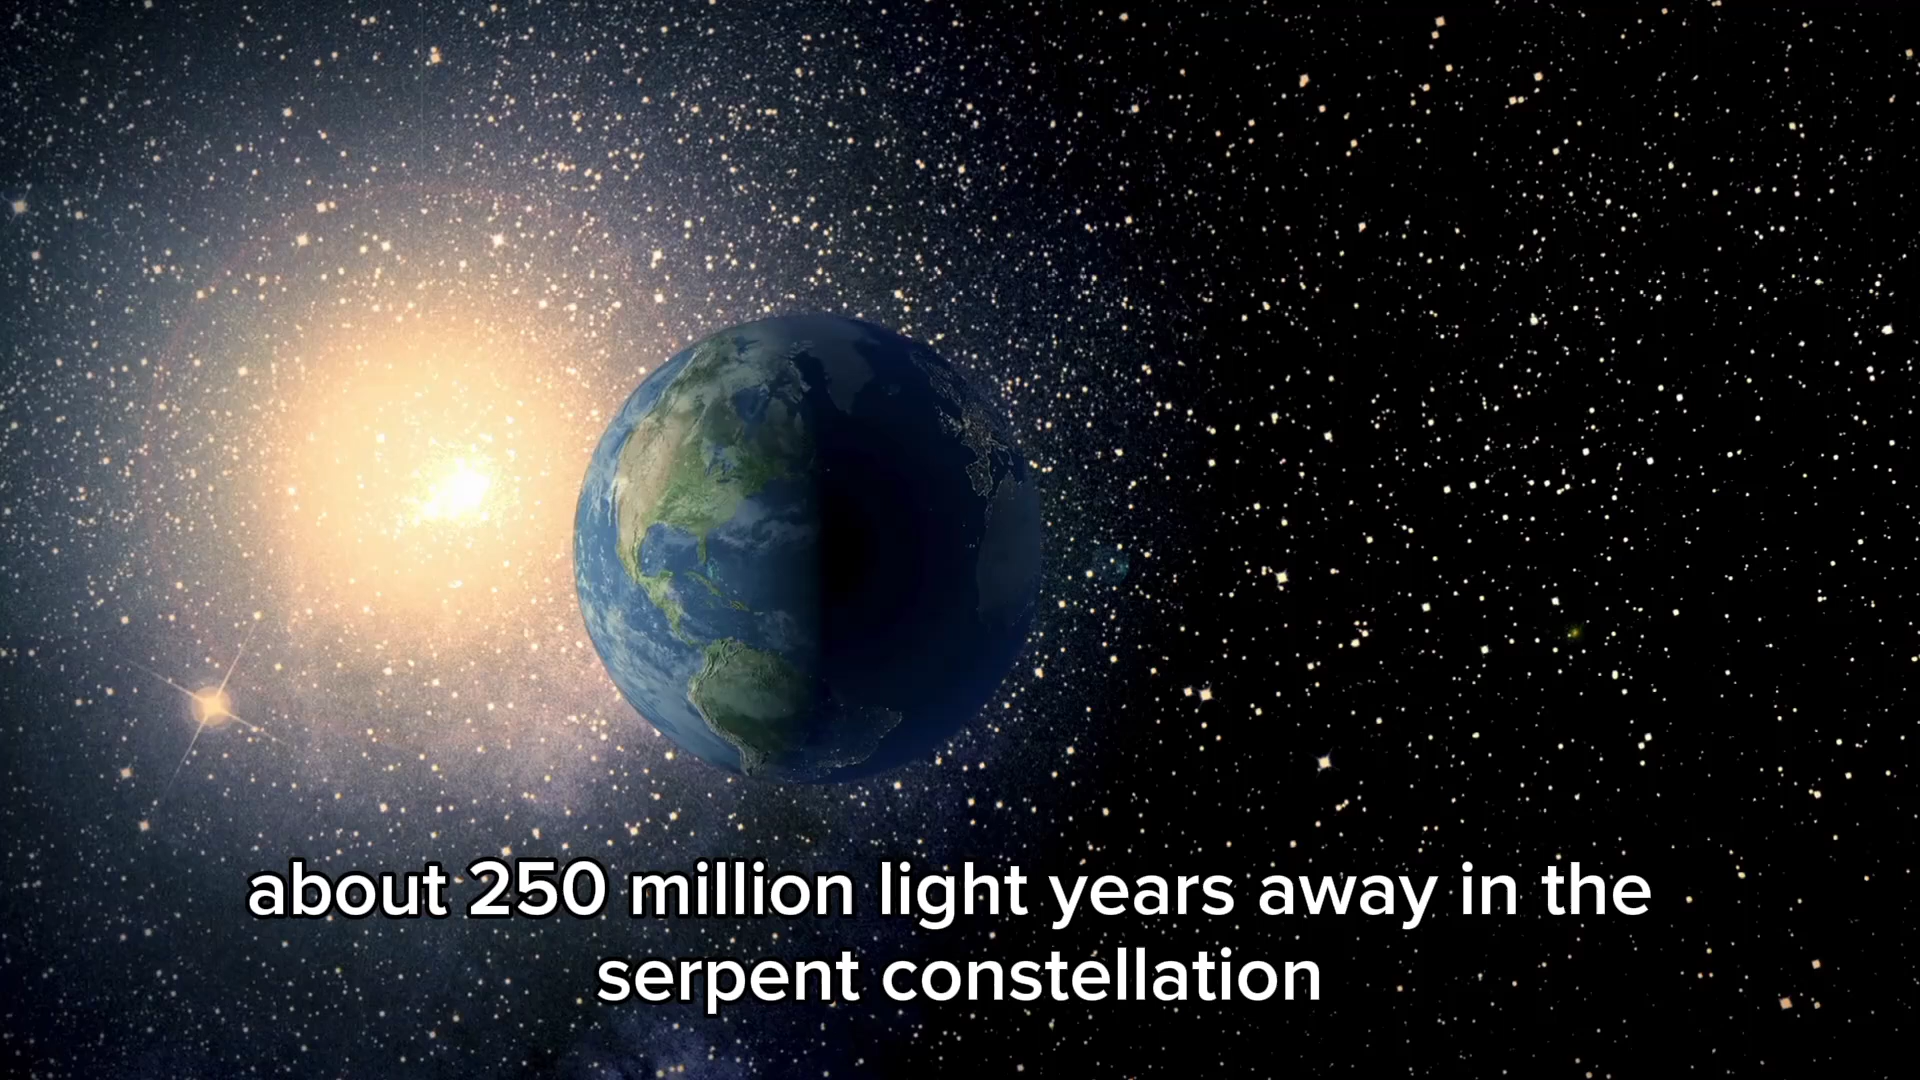 about 250 million light years away in the
serpent constellation